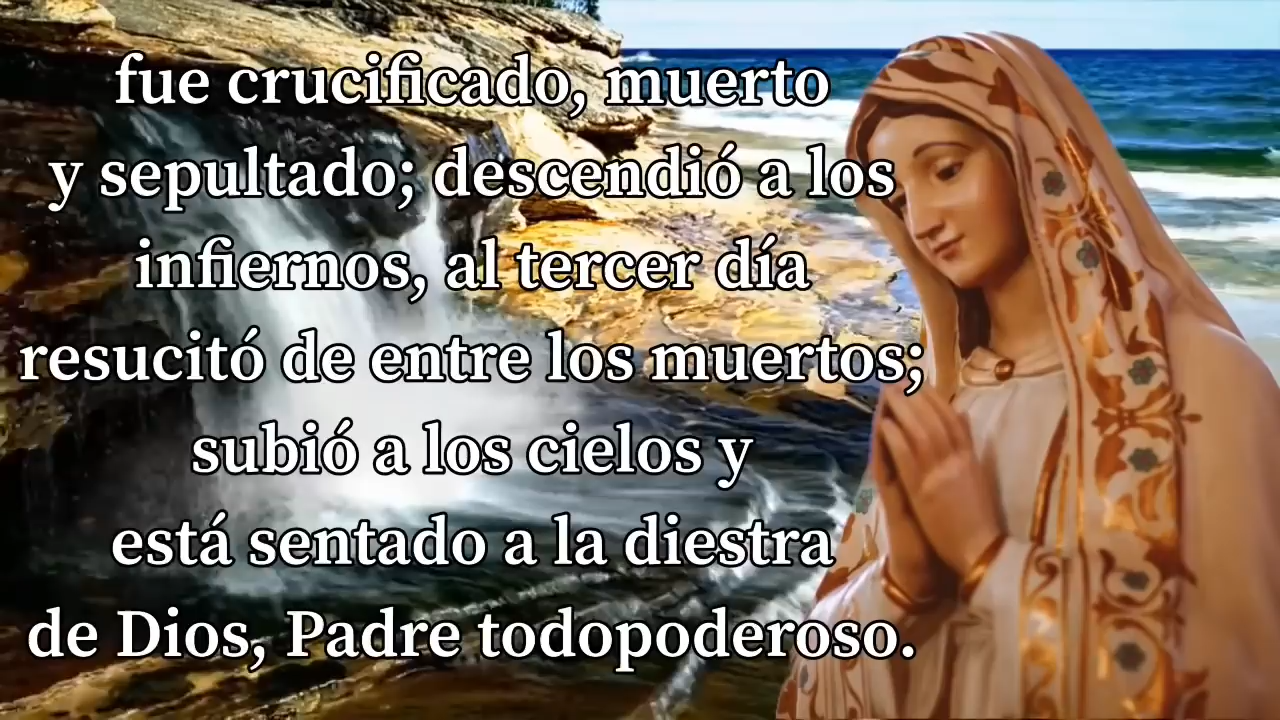 fue crucificado, muerto
y sepultado; descendió a los
infiernos, al tercer día
resucitó de entre los muertos;
subió a los cielos y
está sentado a la diestra
de Dios, Padre todopoderoso.